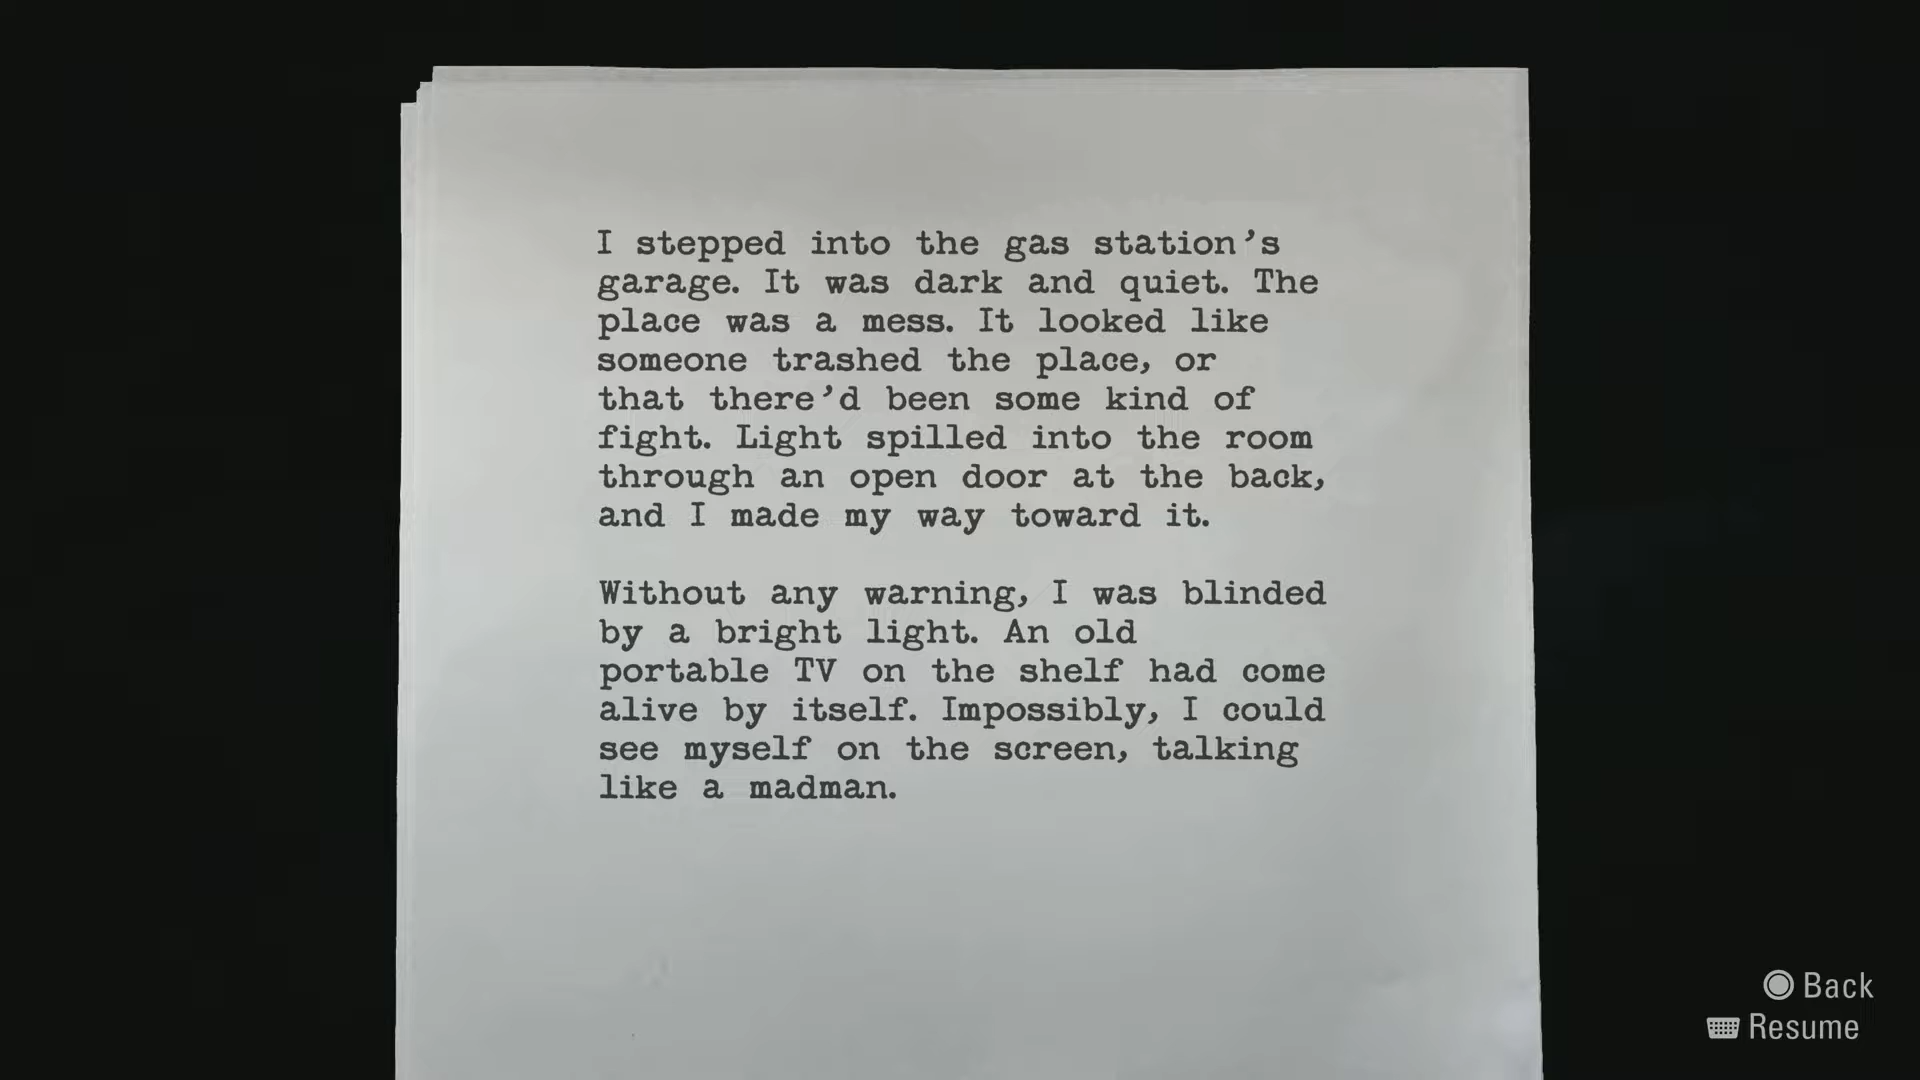 I stepped into the gas station’s
garage. It was dark and quiet. The
place was a mess. It looked like
someone trashed the place, or
that there’d been some kind of
fight. Light spilled into the room
through an open door at the back,
and I made my way toward it.
Without any warning, I was blinded
by a bright light. An old
portable TV on the shelf had come
alive by itself. Impossibly, I could
see myself on the screen, talking
like a madman.
Back
Resume